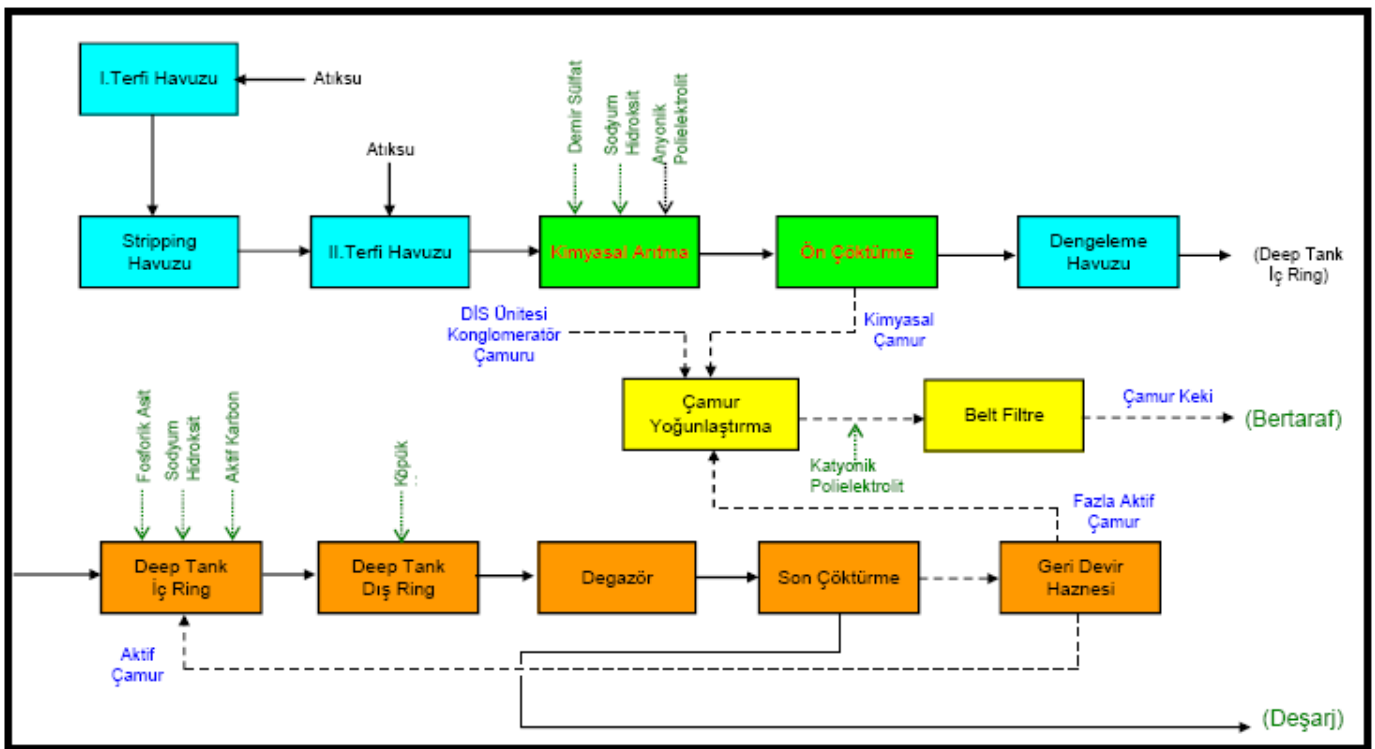 I.Terfi Havuzu
Atıksu
Atıksu
Demir Sülfat
Sodyum
Hidroksit
Anyonik
Polielektrolit
Stripping
Havuzu
II.Terfi Havuzu
Kimyasal Arıtma
Ön Çöktürme
Dengeleme
Havuzu
(Deep Tank
İç Ring)
DİS Ünitesi
Konglomeratör
Çamuru
Kimyasal
Çamur
Çamur
Yoğunlaştırma
Belt Filtre
Çamur Keki
(Bertaraf)
Katyonik
Polielektrolit
Fosforik Asit
Sodyum
Hidroksit
Aktif Karbon
Köpük
Fazla Aktif
Çamur
Deep Tank
İç Ring
Deep Tank
Dış Ring
Degazör
Son Çöktürme
Geri Devir
Haznesi
Aktif
Çamur
(Deşarj)